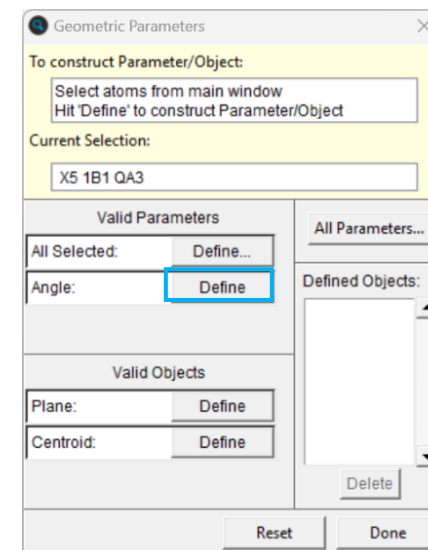 Geometric Parameters
To construct Parameter/Object:
Select atoms from main window
Hit 'Define' to construct Parameter/Object
Current Selection:
X5 1B1 QA3
Valid Parameters
All Selected: Define...
Angle: Define
Valid Objects
Plane: Define
Centroid: Define
All Parameters...
Defined Objects:
Delete
Reset Done